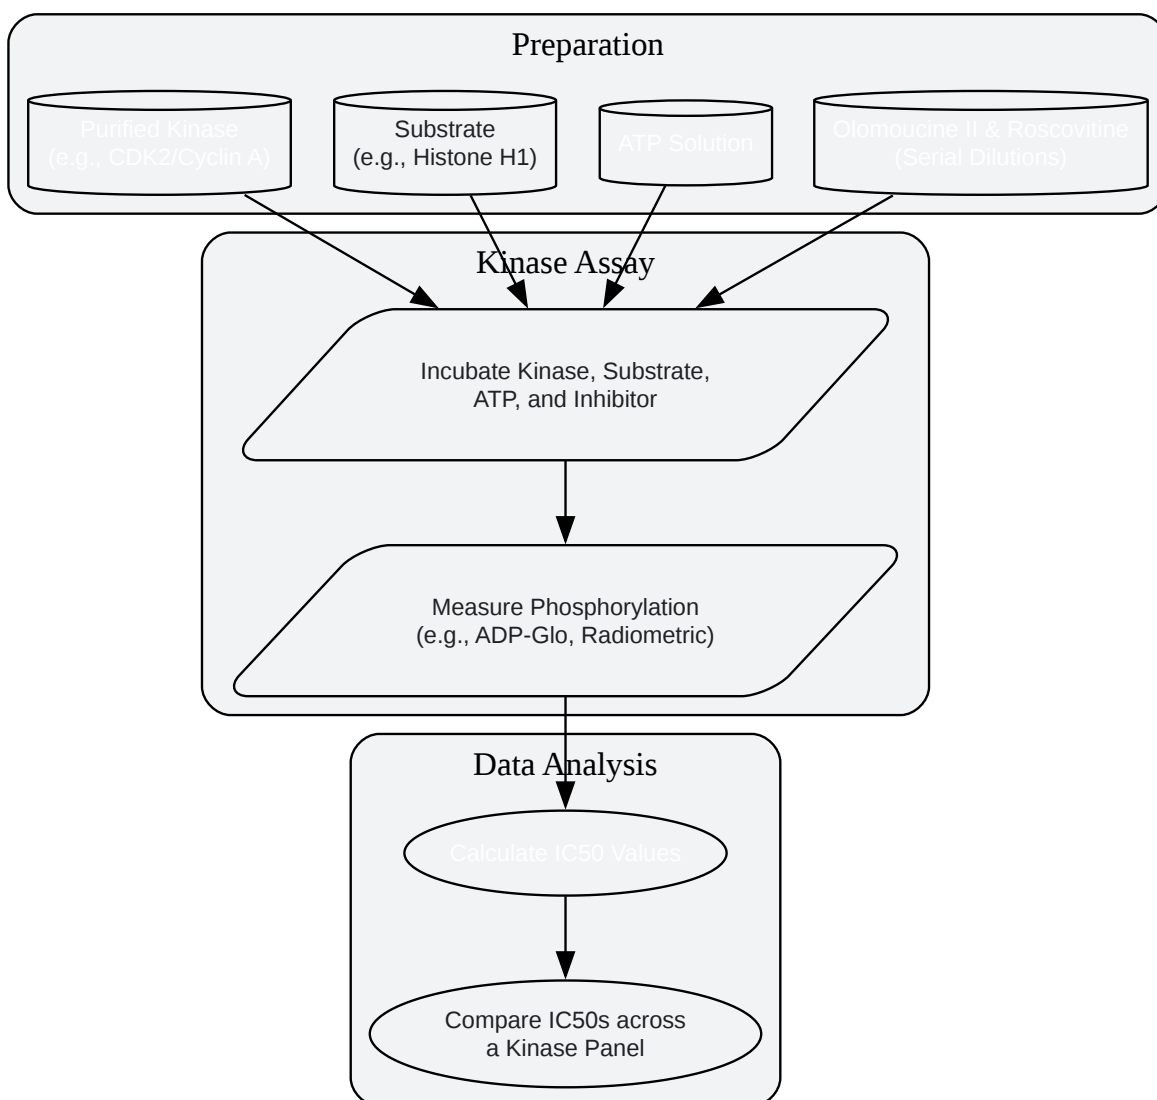 Preparation
Purified Kinase
(e.g., CDK2/Cyclin A)
Substrate
(e.g., Histone H1)
ATP Solution
Olomoucine II & Roscovitine
(Serial Dilutions)
Kinase Assay
Incubate Kinase, Substrate,
ATP, and Inhibitor
Measure Phosphorylation
(e.g., ADP-Glo, Radiometric)
Data Analysis
Calculate IC50 Values
Compare IC50s across
a Kinase Panel